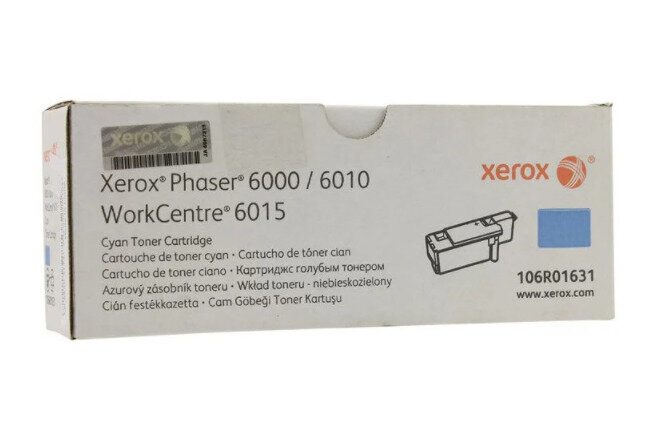 xerox
Xerox® Phaser® 6000 / 6010
WorkCentre® 6015
Cyan Toner Cartridge
Cartouche de toner cyan - Cartucho de tóner cian
Cartucho de toner ciano - Картридж с голубым тонером
Azurový zásobník toneru - Wkład toneru - niebieskozielony
Cián festékkazetta - Cam Göbeği Toner Kartuşu
xerox
106R01631
www.xerox.com